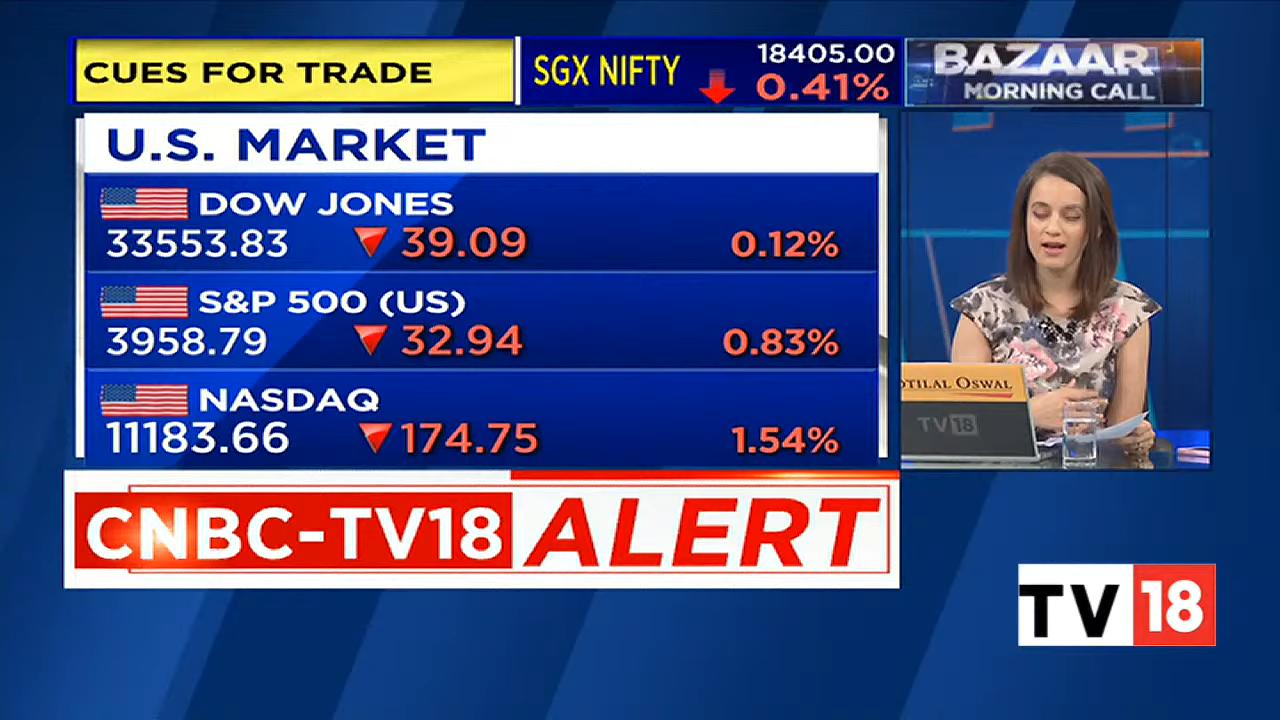 CUES FOR TRADE
SGX NIFTY
18405.00
0.41%
BAZAAR
MORNING CALL
U.S. MARKET
DOW JONES
33553.83 39.09 0.12%
S&P 500 (US)
3958.79 32.94 0.83%
NASDAQ
11183.66 174.75 1.54%
OTILAL OSWAL
TV18
CNBC-TV18 ALERT
TV18